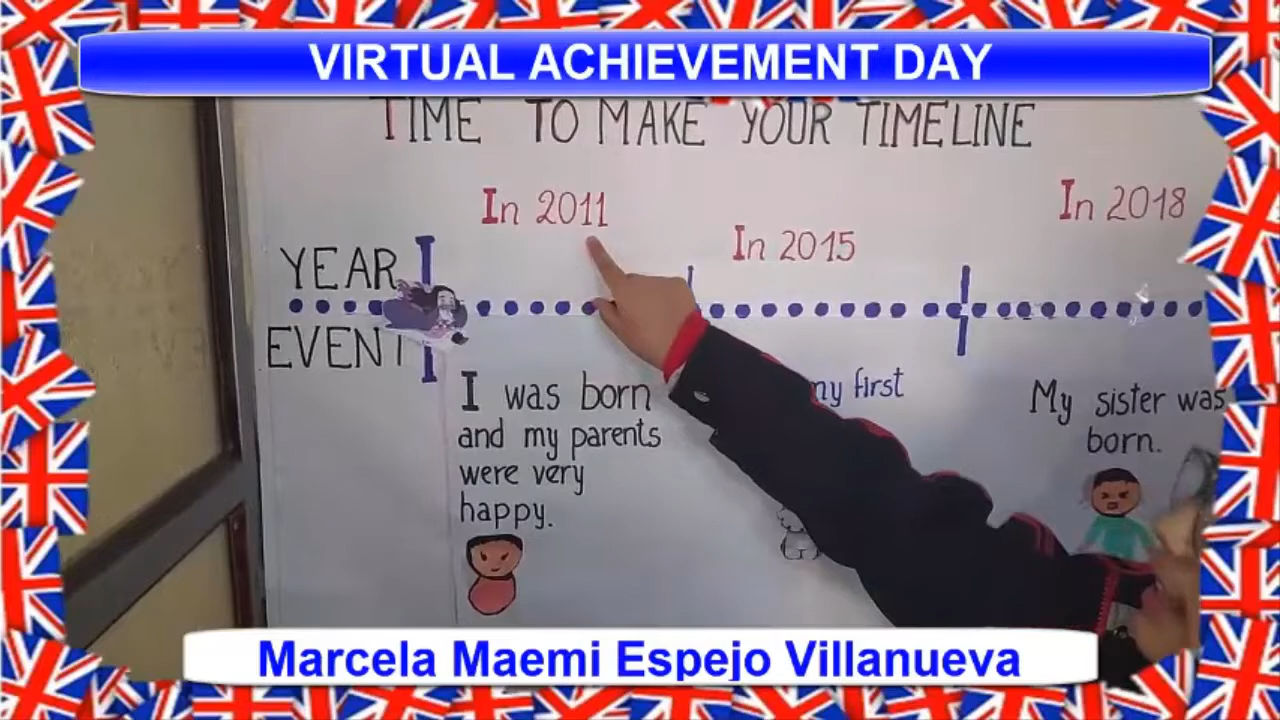 VIRTUAL ACHIEVEMENT DAY
TIME TO MAKE YOUR TIMELINE
In 2011
In 2015
In 2018
YEAR
EVENT
I was born
and my parents
were very
happy.
my first
My sister was
born.
Marcela Maemi Espejo Villanueva